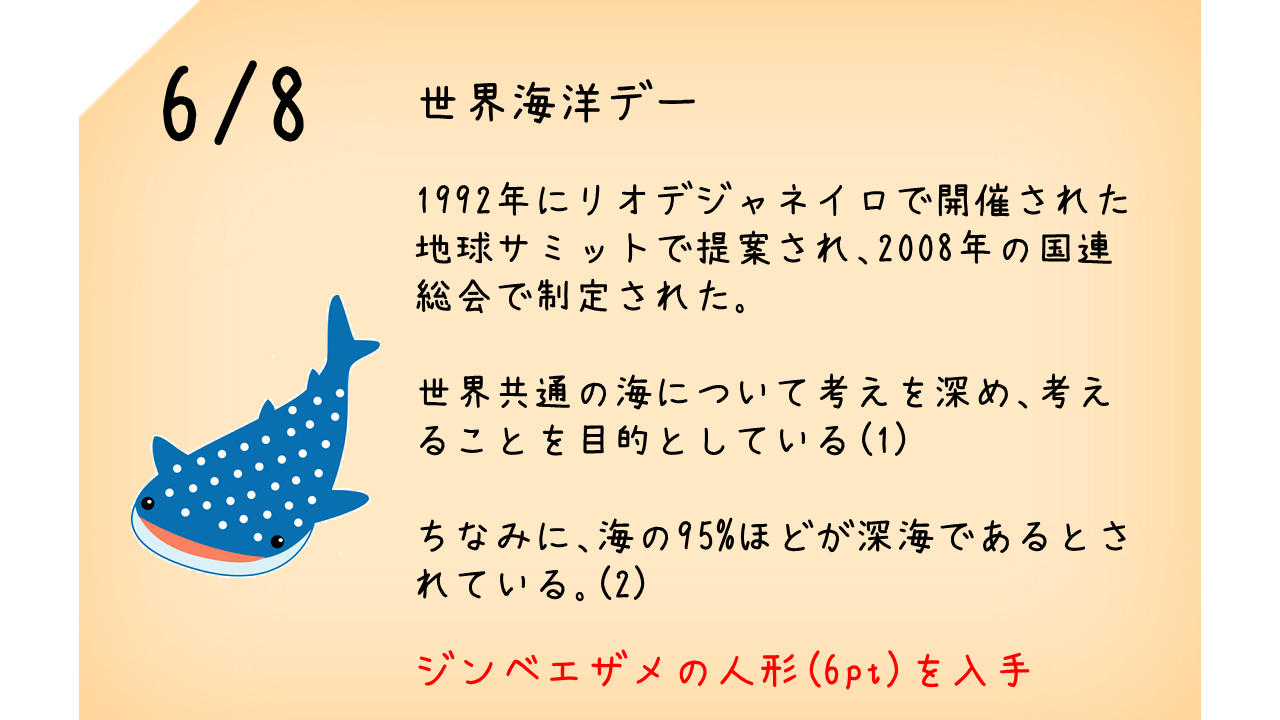 6/8
世界海洋デー
1992年にリオデジャネイロで開催された
地球サミットで提案され、2008年の国連
総会で制定された。
世界共通の海について考えを深め、考え
ることを目的としている(1)
ちなみに、海の95%ほどが深海であるとさ
れている。(2)
ジンベエザメの人形(6pt)を入手